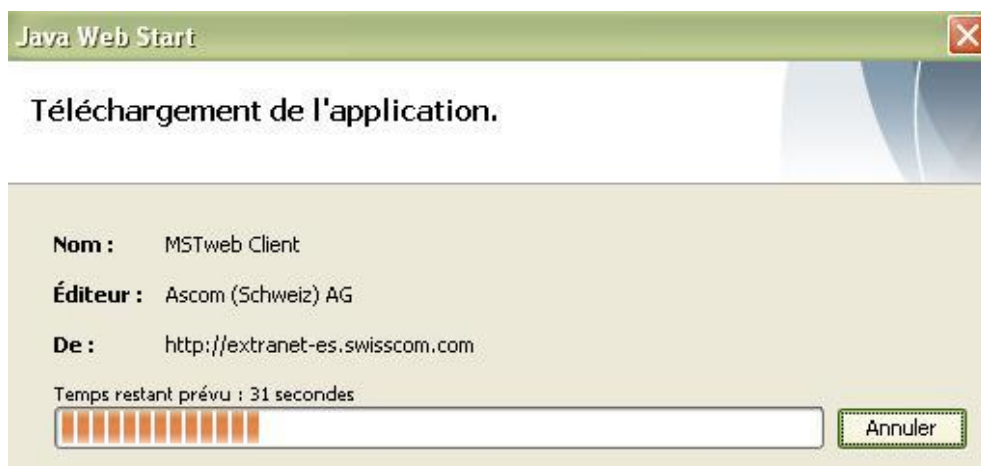 Java Web Start
Téléchargement de l'application.
Nom : MSTweb Client
Éditeur : Ascom (Schweiz) AG
De : http://extranet-es.swisscom.com
Temps restant prévu : 31 secondes
Annuler